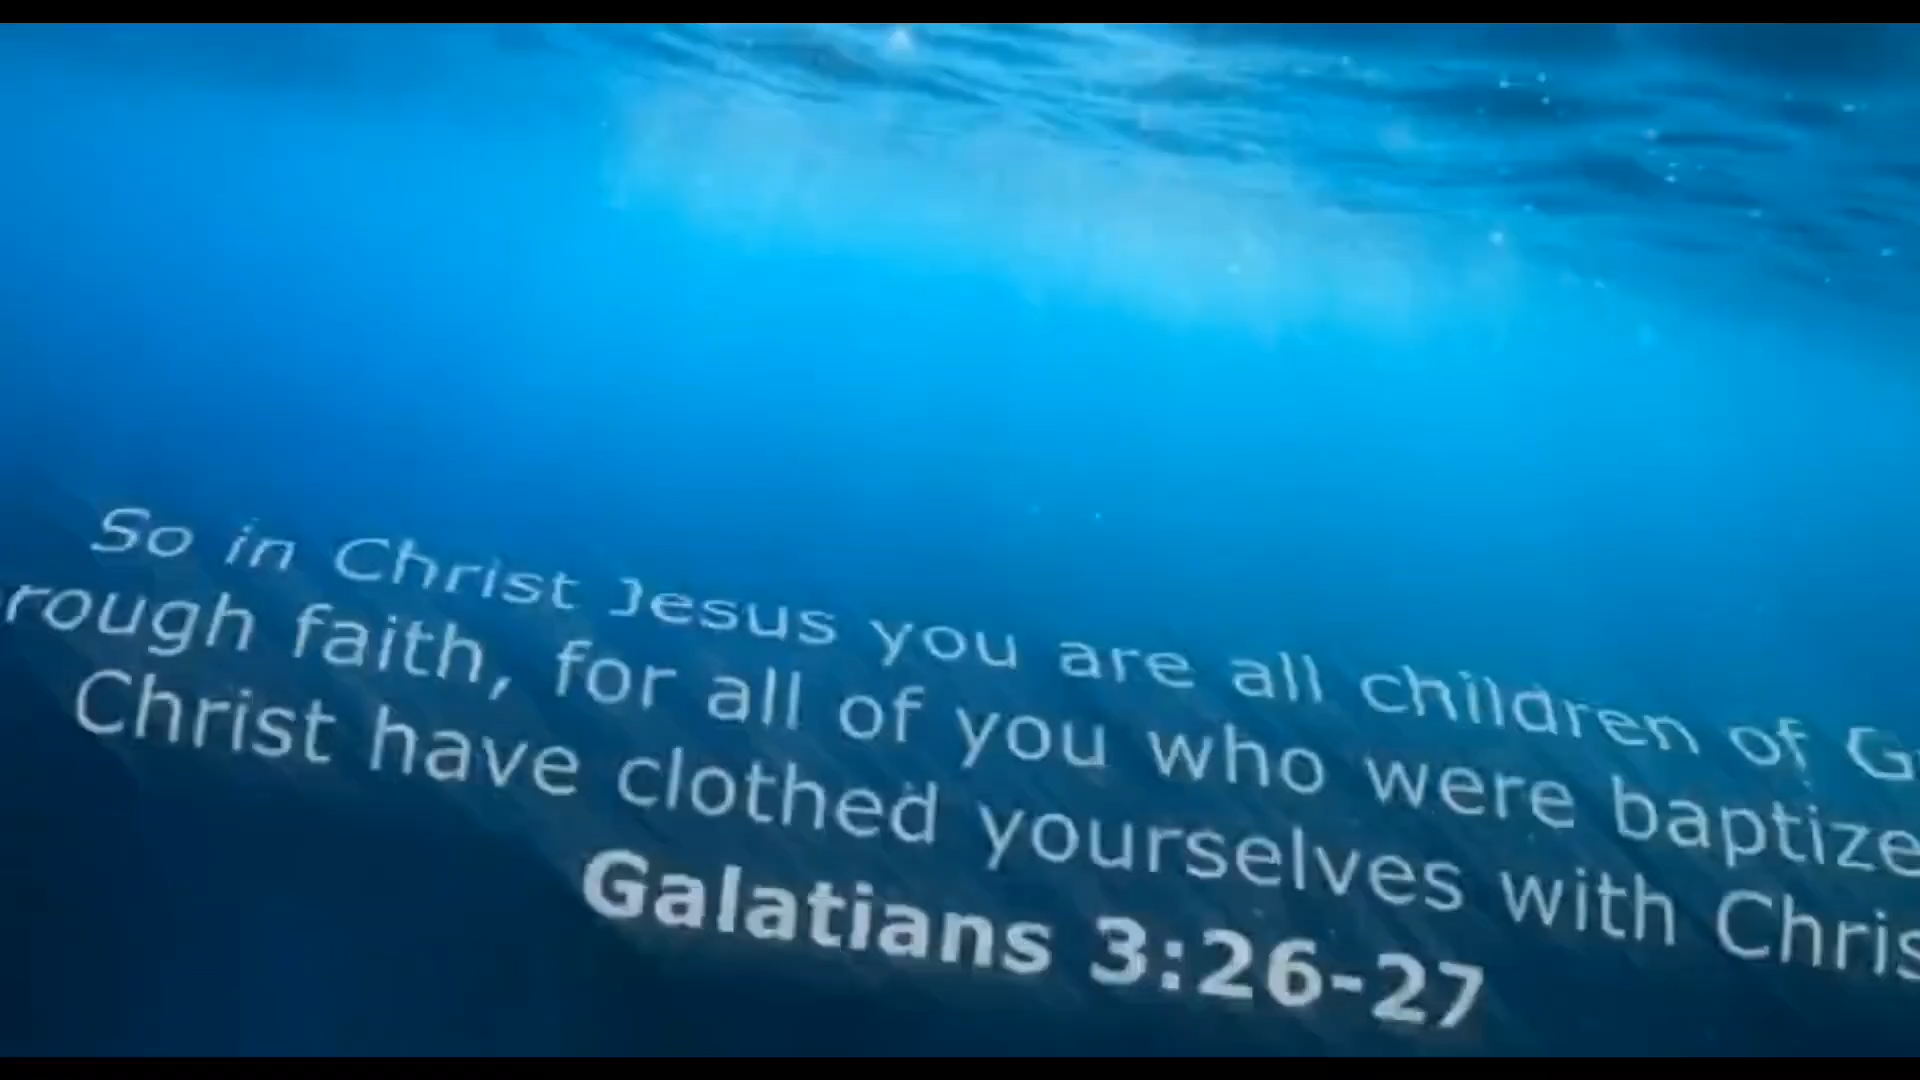 So in Christ Jesus you are all children of G
rough faith, for all of you who were baptize
Christ have clothed yourselves with Chris
Galatians 3:26-27